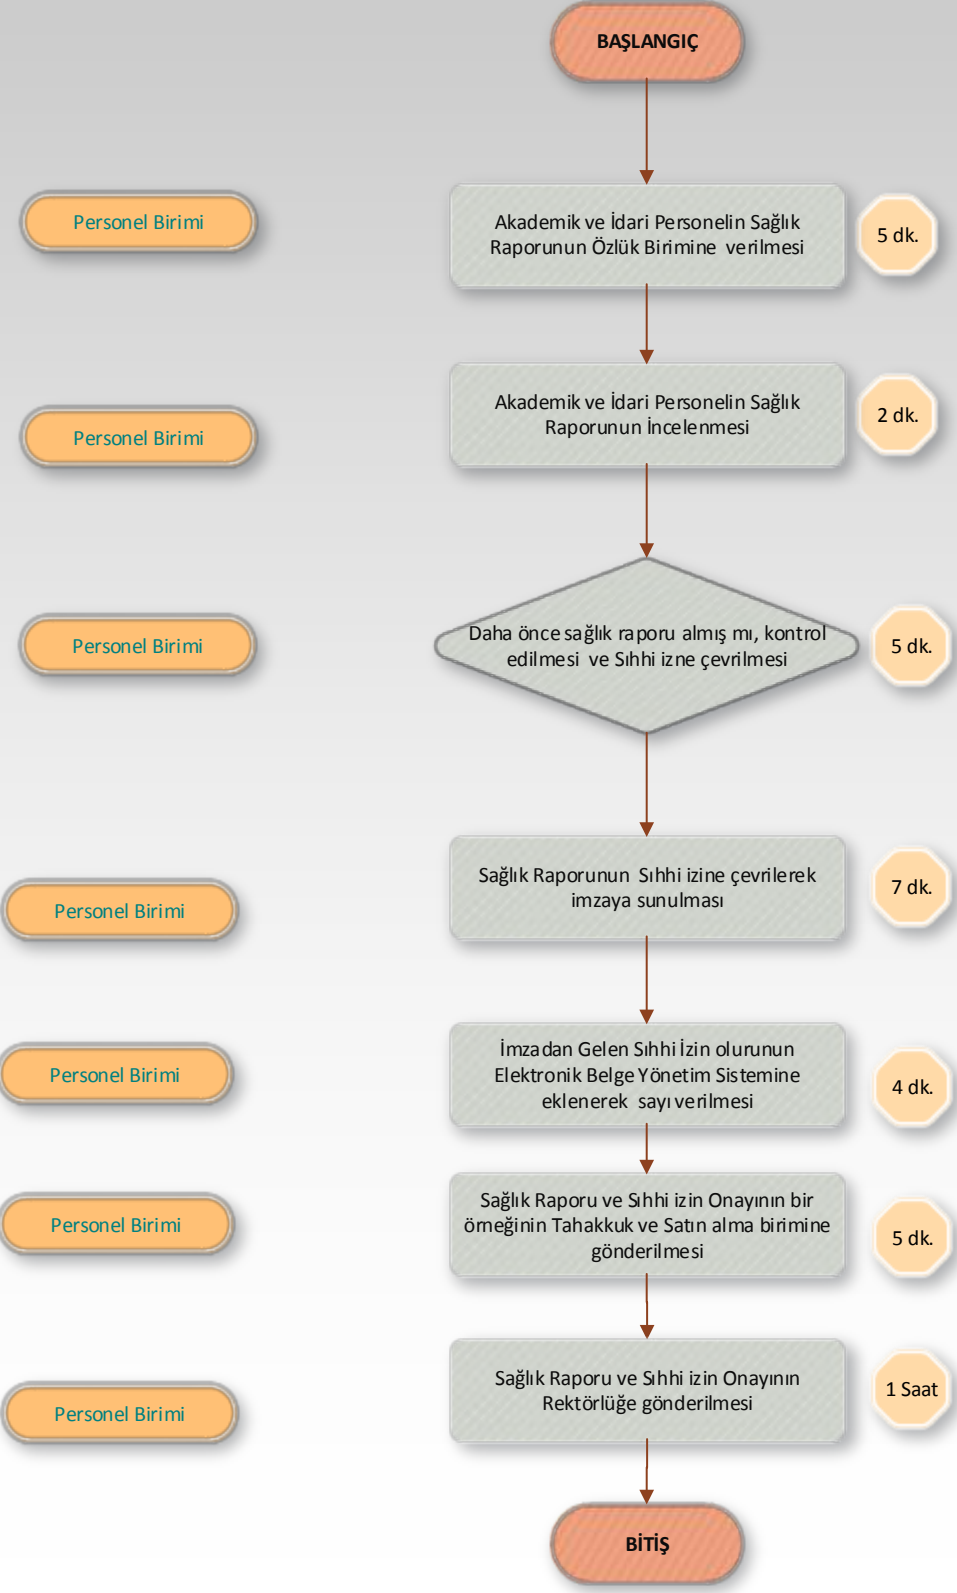 BAŞLANGIÇ
Personel Birimi
Akademik ve İdari Personelin Sağlık
Raporunun Özlük Birimine verilmesi
5 dk.
Personel Birimi
Akademik ve İdari Personelin Sağlık
Raporunun İncelenmesi
2 dk.
Personel Birimi
Daha önce sağlık raporu almış mı, kontrol
edilmesi ve Sıhhi izne çevrilmesi
5 dk.
Personel Birimi
Sağlık Raporunun Sıhhi izine çevrilerek
imzaya sunulması
7 dk.
Personel Birimi
İmzadan Gelen Sıhhi İzin olurunun
Elektronik Belge Yönetim Sistemine
eklenerek sayı verilmesi
4 dk.
Personel Birimi
Sağlık Raporu ve Sıhhi izin Onayının bir
örneğinin Tahakkuk ve Satın alma birimine
gönderilmesi
5 dk.
Personel Birimi
Sağlık Raporu ve Sıhhi izin Onayının
Rektörlüğe gönderilmesi
1 Saat
BİTİŞ